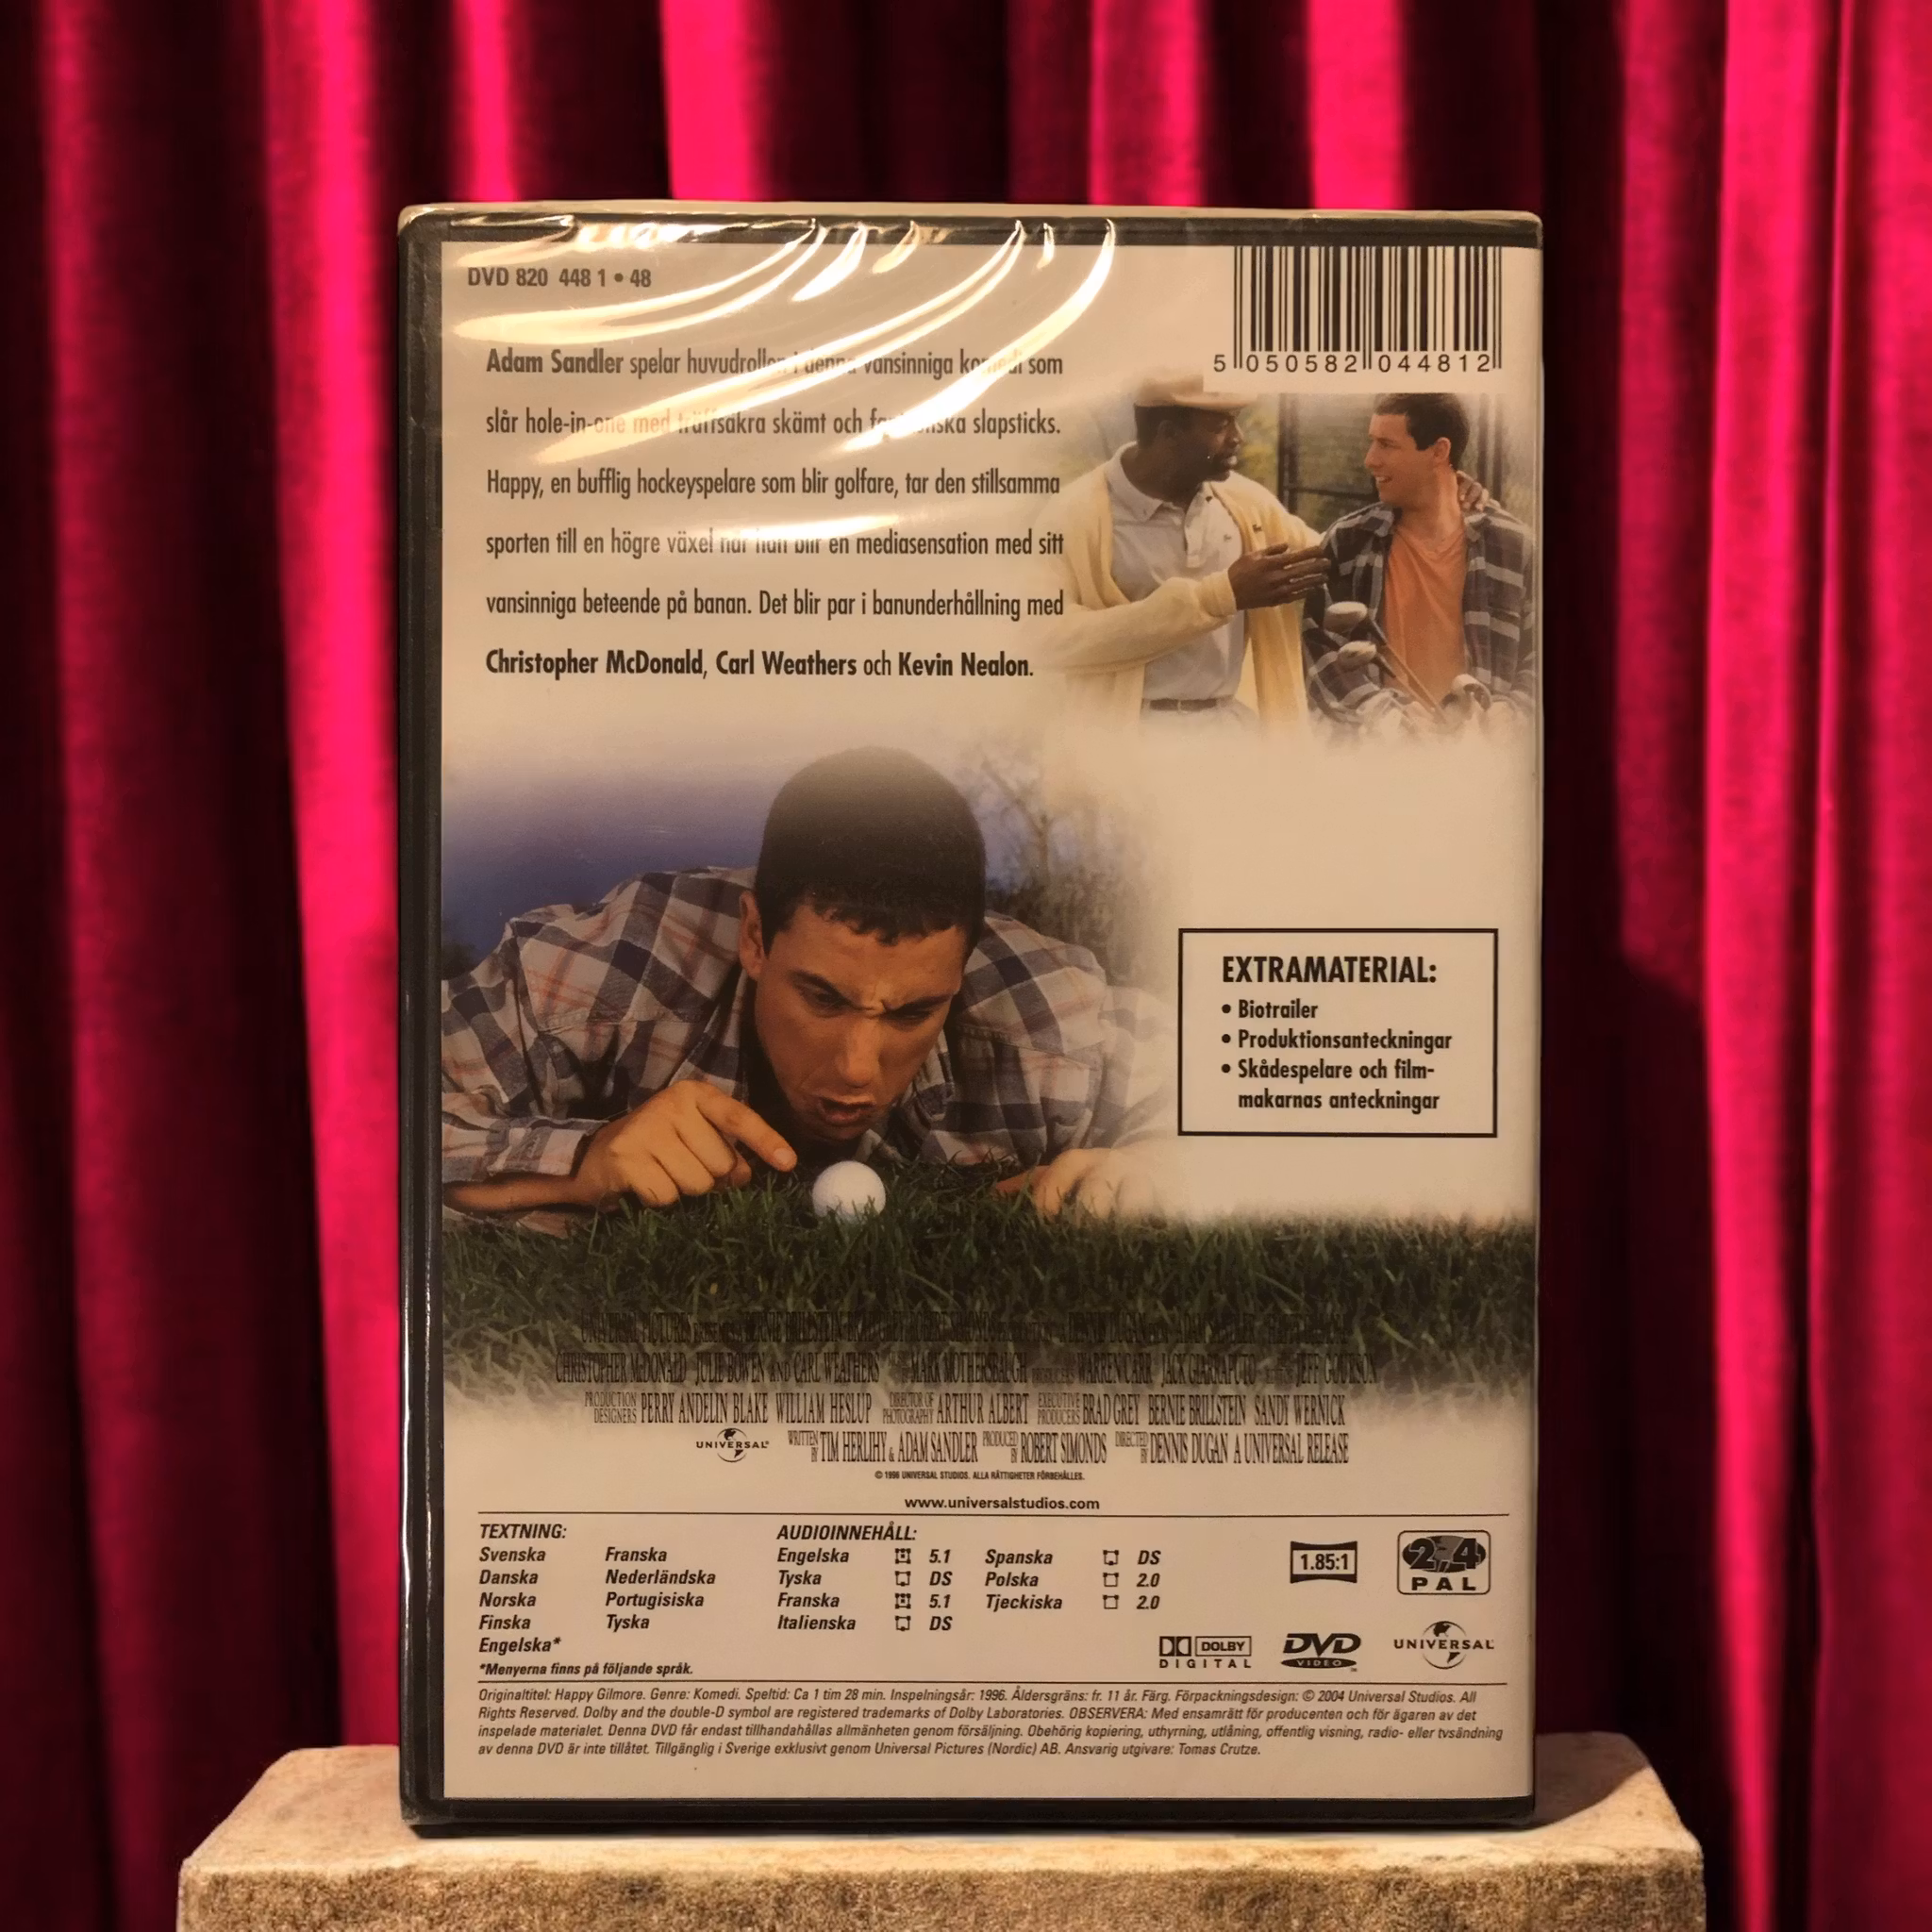 DVD 820 448 1 • 48
5 050582 044812
Adam Sandler spelar huvudrollen i denna vansinniga komedi som
slår hole-in-one med träffsäkra skämt och slapsticks.
Happy, en bufflig hockeyspelare som blir golfare, tar den stillsamma
sporten till en högre växel när han blir en mediasensation med sitt
vansinniga beteende på banan. Det blir par i banunderhållning med
Christopher McDonald, Carl Weathers och Kevin Nealon.
EXTRAMATERIAL:
• Biotrailer
• Produktionsanteckningar
• Skådespelare och film-
makarnas anteckningar
UNIVERSAL PICTURES
CHRISTOPHER McDONALD JULIE BOWEN AND CARL WEATHERS MARK MOTHERSBAUGH WARREN CARR JACK GIARRAPUTO JEFF GOURSON
PRODUCTION DESIGNERS PERRY ANDELIN BLAKE WILLIAM HESLUP DIRECTOR OF PHOTOGRAPHY ARTHUR ALBERT EXECUTIVE PRODUCERS BRAD GREY BERNIE BRILLSTEIN SANDY WERNICK
UNIVERSAL WRITTEN BY TIM HERLIHY & ADAM SANDLER PRODUCED BY ROBERT SIMONDS DIRECTED BY DENNIS DUGAN A UNIVERSAL RELEASE
© 1996 UNIVERSAL STUDIOS. ALLA RÄTTIGHETER FÖRBEHÅLLES.
www.universalstudios.com
TEXTNING:
Svenska Franska
Danska Nederländska
Norska Portugisiska
Finska Tyska
Engelska*
*Menyerna finns på följande språk.
AUDIOINNEHÅLL:
Engelska 5.1 Spanska DS
Tyska DS Polska 2.0
Franska 5.1 Tjeckiska 2.0
Italienska DS
1.85:1
2 4
PAL
DOLBY
DIGITAL
DVD
VIDEO
UNIVERSAL
Originaltitel: Happy Gilmore. Genre: Komedi. Speltid: Ca 1 tim 28 min. Inspelningsår: 1996. Åldersgräns: fr. 11 år. Färg. Förpackningsdesign: © 2004 Universal Studios. All
Rights Reserved. Dolby and the double-D symbol are registered trademarks of Dolby Laboratories. OBSERVERA: Med ensamrätt för producenten och för ägaren av det
inspelade materialet. Denna DVD får endast tillhandahållas allmänheten genom försäljning. Obehörig kopiering, uthyrning, utlåning, offentlig visning, radio- eller tvsändning
av denna DVD är inte tillåtet. Tillgänglig i Sverige exklusivt genom Universal Pictures (Nordic) AB. Ansvarig utgivare: Tomas Crutze.